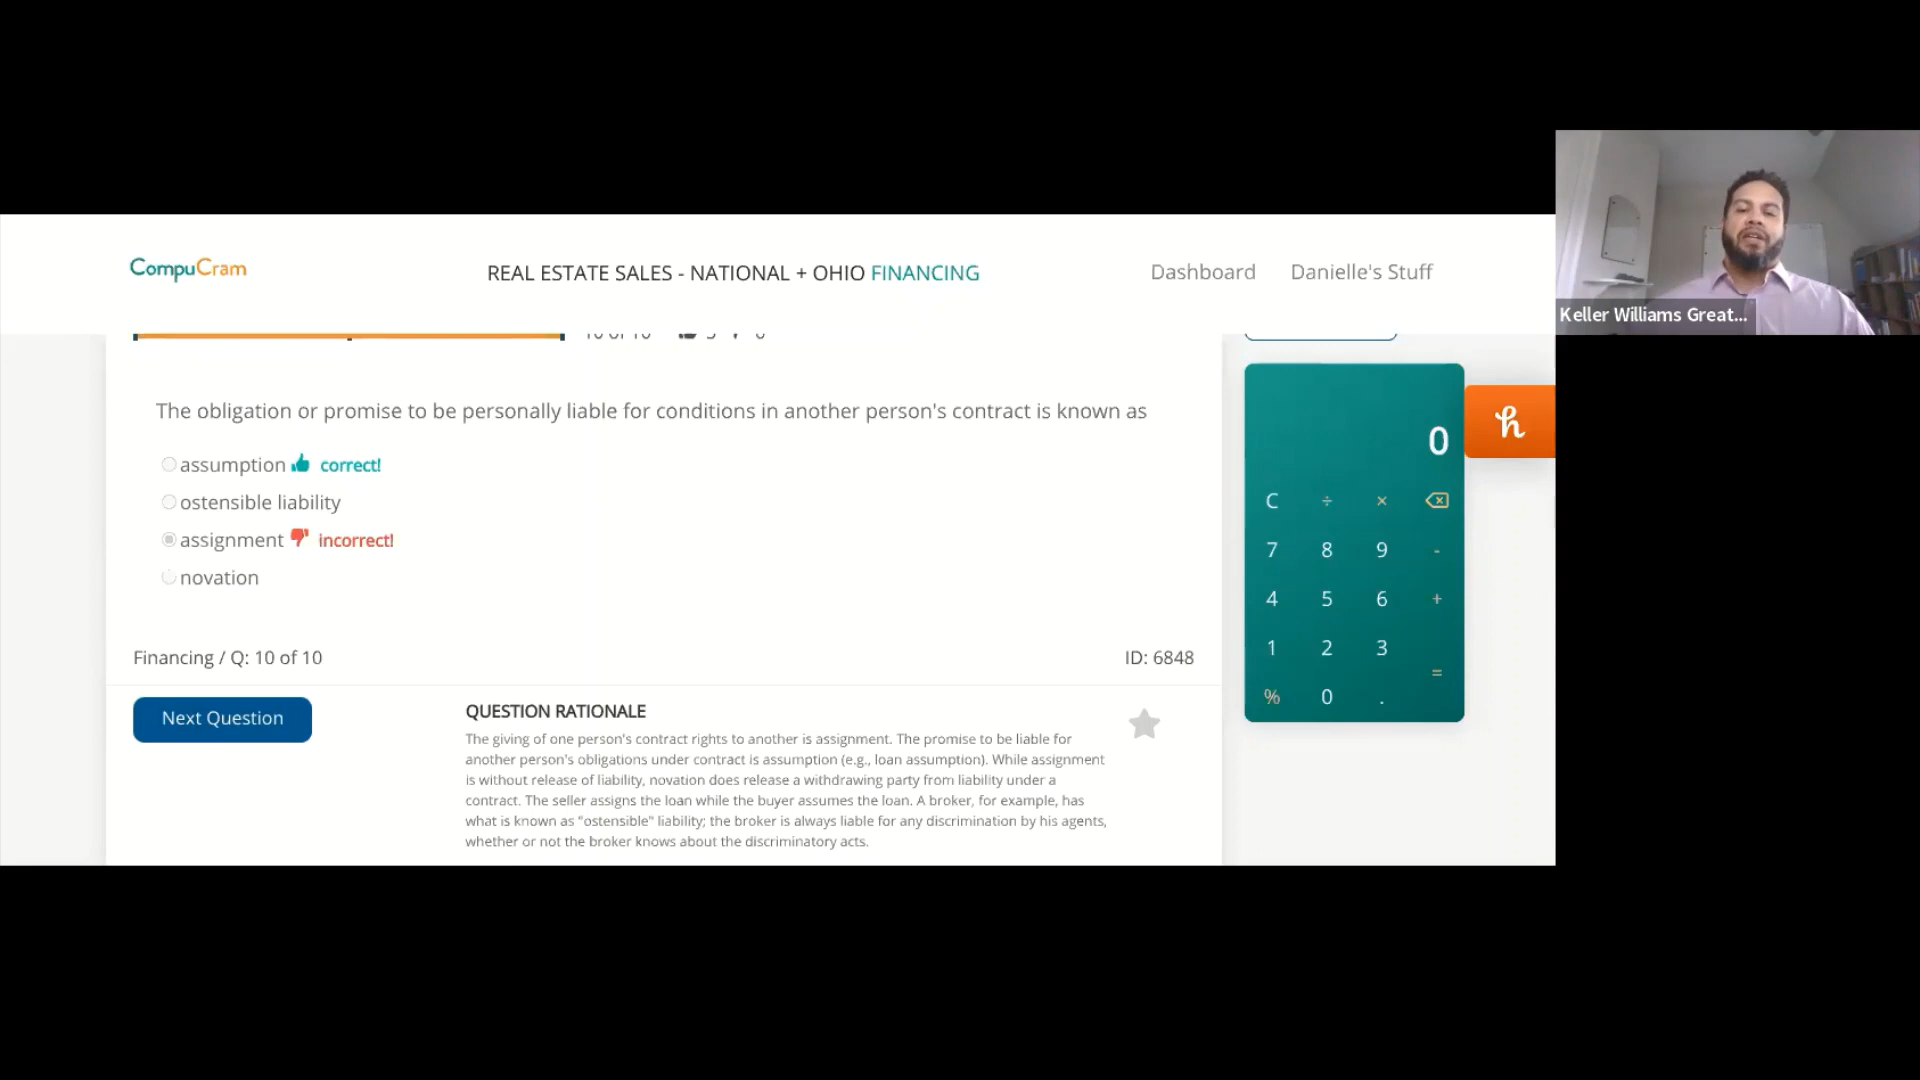 CompuCram
REAL ESTATE SALES - NATIONAL + OHIO FINANCING
Dashboard
Danielle's Stuff
Keller Williams Great...
The obligation or promise to be personally liable for conditions in another person's contract is known as
assumption correct!
ostensible liability
assignment incorrect!
novation
Financing / Q: 10 of 10
ID: 6848
0
C ÷ ×
7 8 9 -
4 5 6 +
1 2 3
=
% 0 .
h
Next Question
QUESTION RATIONALE
The giving of one person's contract rights to another is assignment. The promise to be liable for
another person's obligations under contract is assumption (e.g., loan assumption). While assignment
is without release of liability, novation does release a withdrawing party from liability under a
contract. The seller assigns the loan while the buyer assumes the loan. A broker, for example, has
what is known as "ostensible" liability; the broker is always liable for any discrimination by his agents,
whether or not the broker knows about the discriminatory acts.